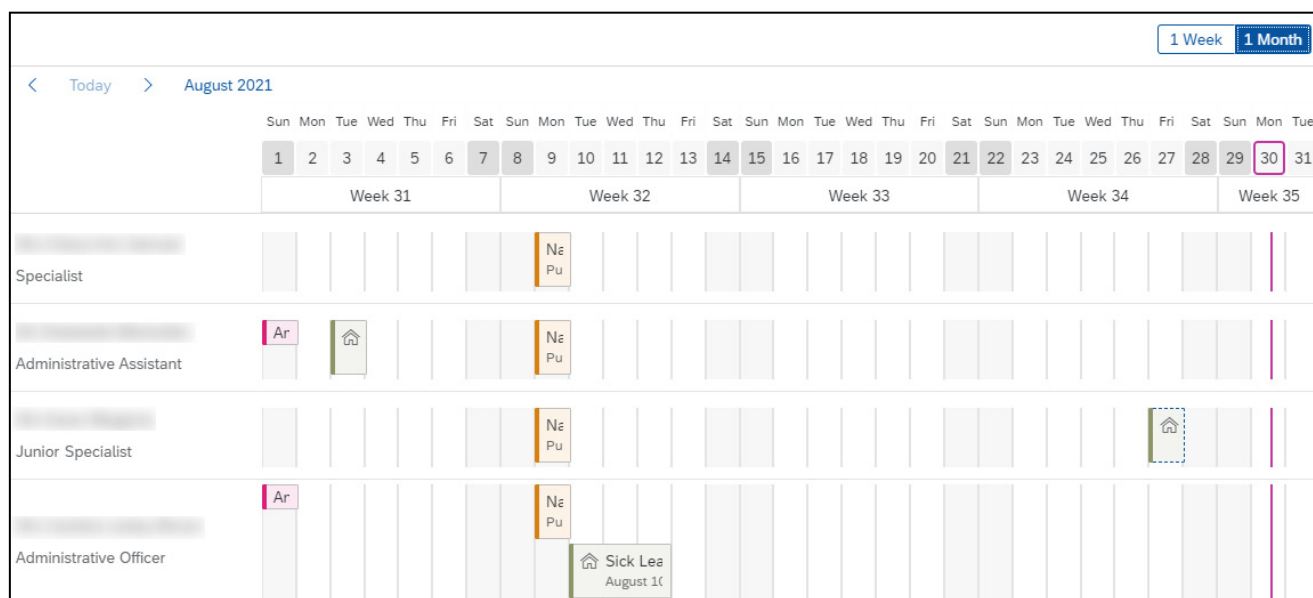 1 Week 1 Month
Today August 2021
Sun Mon Tue Wed Thu Fri Sat Sun Mon Tue Wed Thu Fri Sat Sun Mon Tue Wed Thu Fri Sat Sun Mon Tue Wed Thu Fri Sat Sun Mon Tue
1 2 3 4 5 6 7 8 9 10 11 12 13 14 15 16 17 18 19 20 21 22 23 24 25 26 27 28 29 30 31
Week 31 Week 32 Week 33 Week 34 Week 35
Na
Pu
Specialist
Ar Na
Pu
Administrative Assistant
Na
Pu
Junior Specialist
Ar Na
Pu
Administrative Officer
Sick Lea
August 10